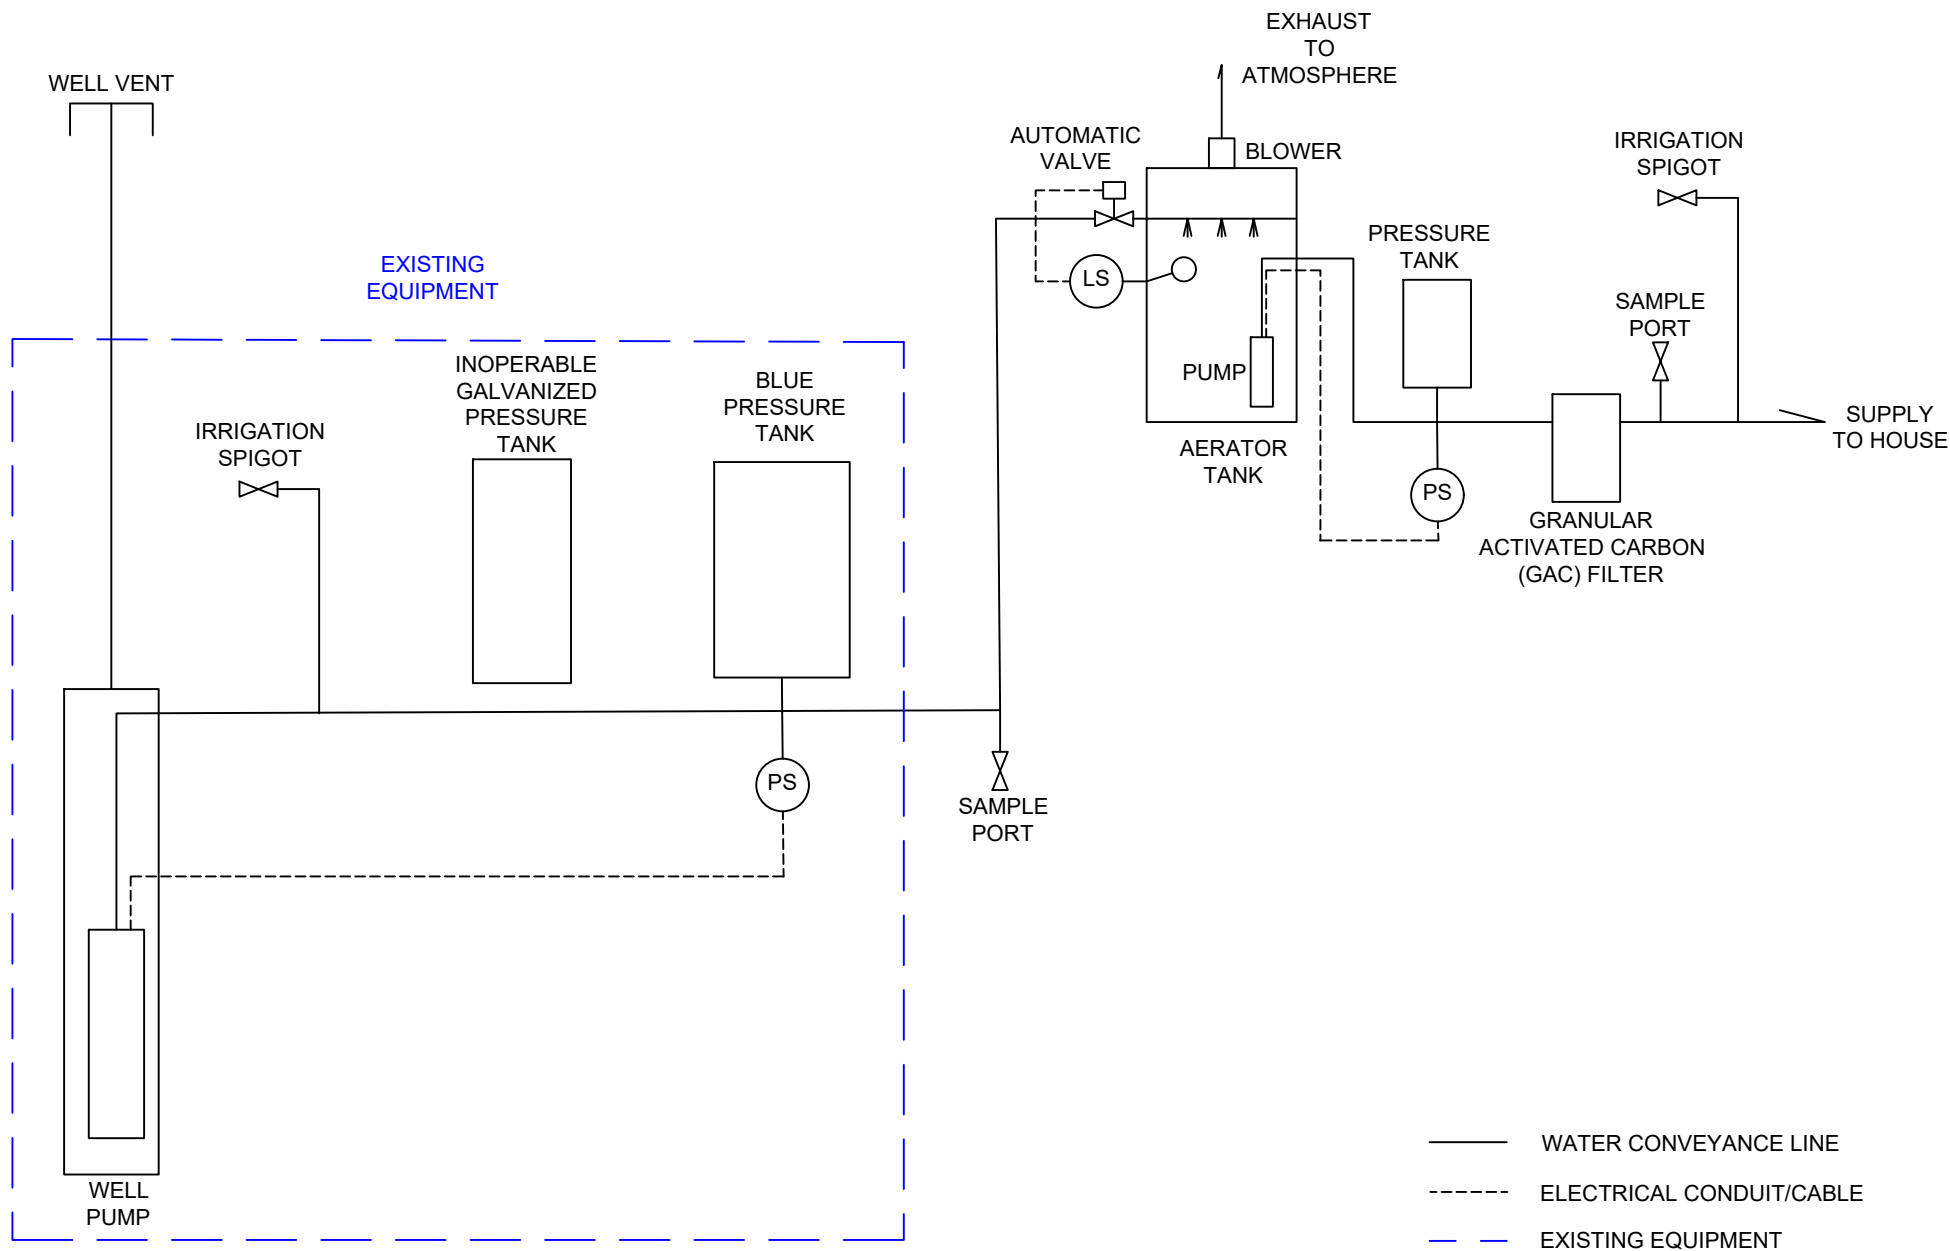 EXHAUST
TO
ATMOSPHERE
WELL VENT
AUTOMATIC
VALVE
BLOWER
IRRIGATION
SPIGOT
EXISTING
EQUIPMENT
LS
PRESSURE
TANK
SAMPLE
PORT
INOPERABLE
GALVANIZED
PRESSURE
TANK
BLUE
PRESSURE
TANK
PUMP
IRRIGATION
SPIGOT
AERATOR
TANK
SUPPLY
TO HOUSE
PS
GRANULAR
ACTIVATED CARBON
(GAC) FILTER
PS
SAMPLE
PORT
WELL
PUMP
WATER CONVEYANCE LINE
ELECTRICAL CONDUIT/CABLE
EXISTING EQUIPMENT